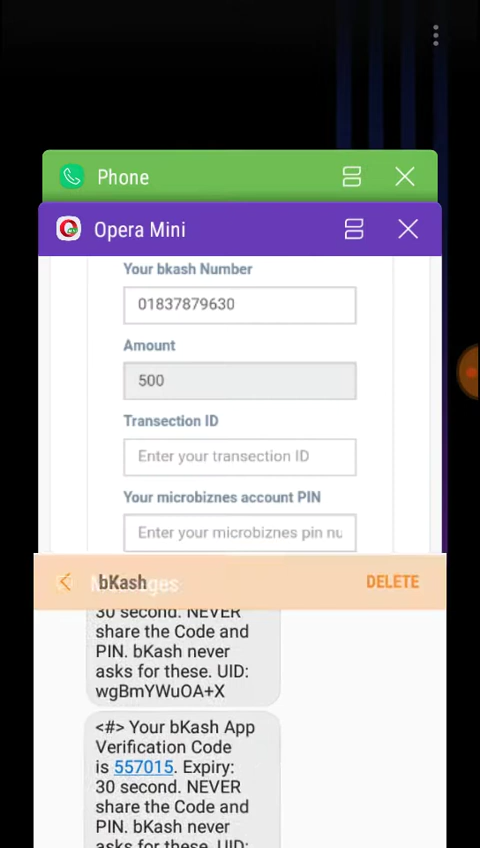 Phone
Opera Mini
Your bkash Number
01837879630
Amount
500
Transection ID
Enter your transection ID
Your microbiznes account PIN
Enter your microbiznes pin nu
bKash
Messages
DELETE
30 second. NEVER
share the Code and
PIN. bKash never
asks for these. UID:
wgBmYWuOA+X
<#> Your bKash App
Verification Code
is 557015. Expiry:
30 second. NEVER
share the Code and
PIN. bKash never
asks for these. UID: